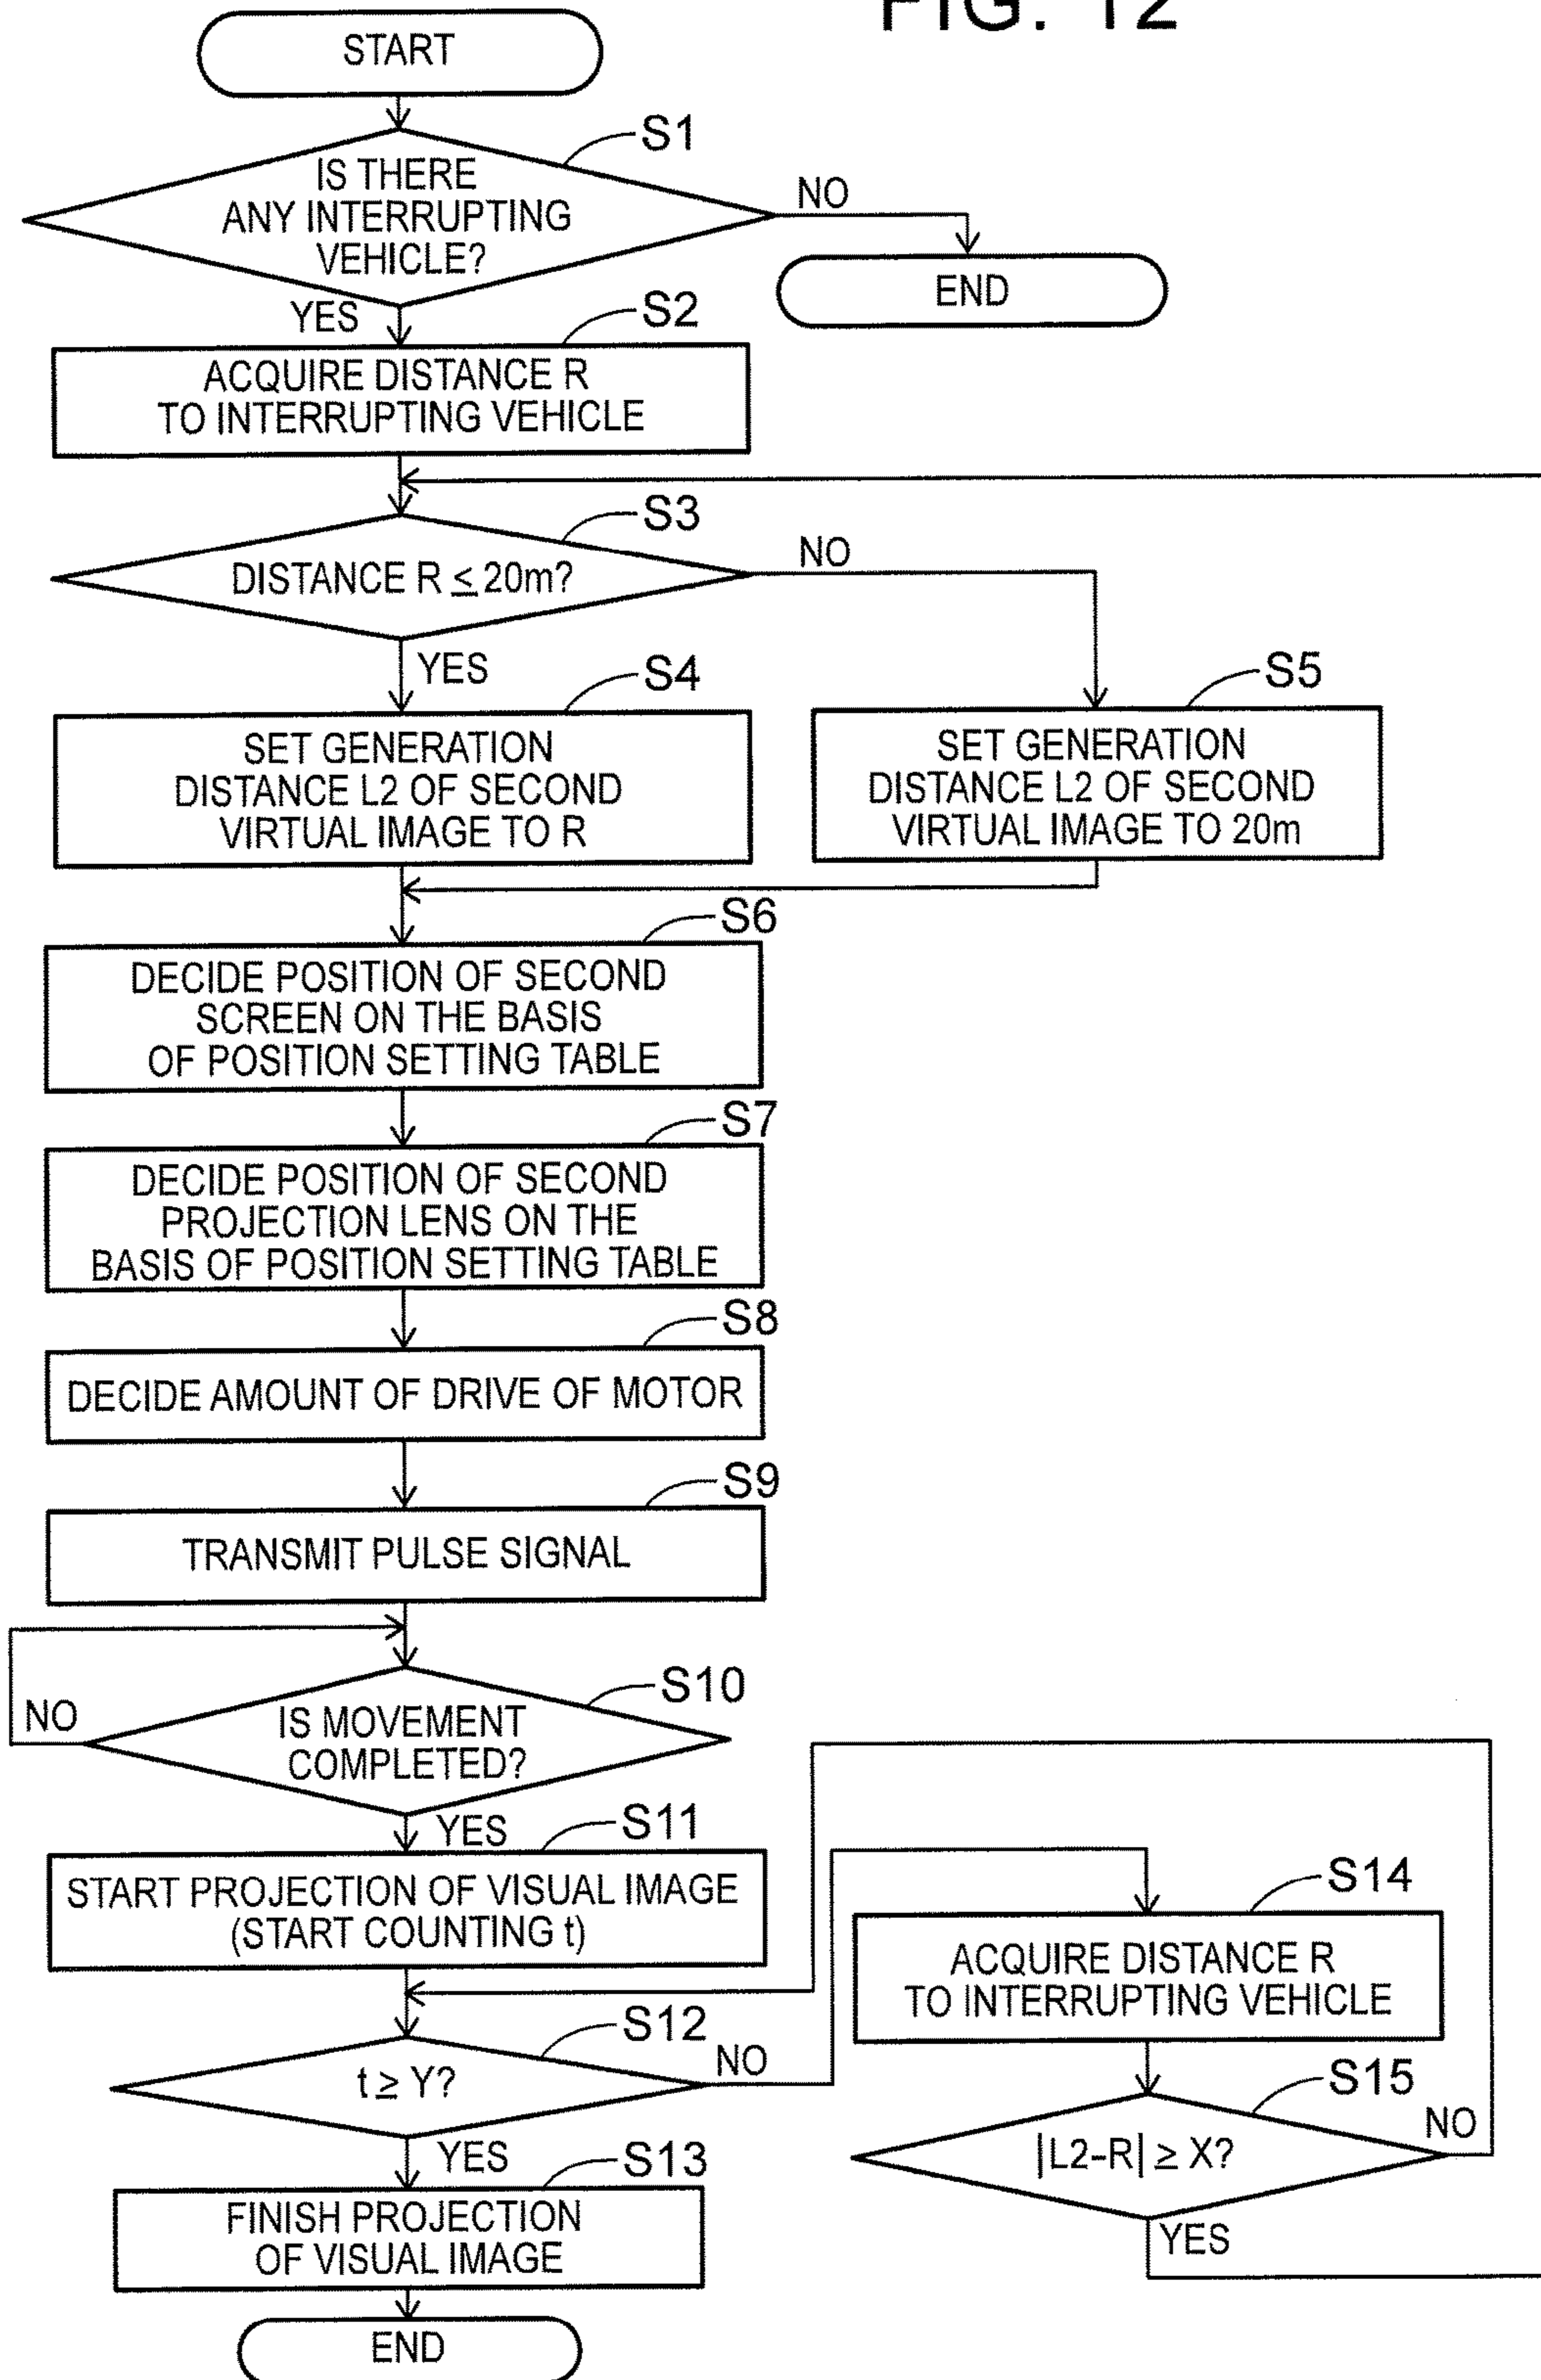 FIG. 12
START
S1
IS THERE
ANY INTERRUPTING
VEHICLE?
NO
END
YES
S2
ACQUIRE DISTANCE R
TO INTERRUPTING VEHICLE
S3
DISTANCE R ≤ 20m?
NO
YES
S4
SET GENERATION
DISTANCE L2 OF SECOND
VIRTUAL IMAGE TO R
S5
SET GENERATION
DISTANCE L2 OF SECOND
VIRTUAL IMAGE TO 20m
S6
DECIDE POSITION OF SECOND
SCREEN ON THE BASIS
OF POSITION SETTING TABLE
S7
DECIDE POSITION OF SECOND
PROJECTION LENS ON THE
BASIS OF POSITION SETTING TABLE
S8
DECIDE AMOUNT OF DRIVE OF MOTOR
S9
TRANSMIT PULSE SIGNAL
S10
NO
IS MOVEMENT
COMPLETED?
YES
S11
START PROJECTION OF VISUAL IMAGE
(START COUNTING t)
S12
t ≥ Y?
NO
YES
S13
FINISH PROJECTION
OF VISUAL IMAGE
END
S14
ACQUIRE DISTANCE R
TO INTERRUPTING VEHICLE
S15
|L2-R| ≥ X?
NO
YES